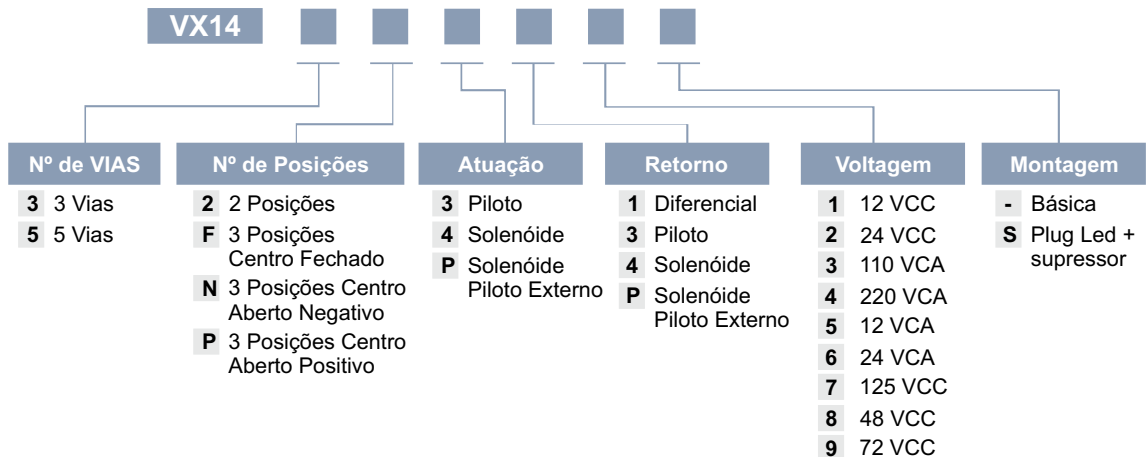 VX14
Nº de VIAS
3 3 Vias
5 5 Vias
Nº de Posições
2 2 Posições
F 3 Posições
Centro Fechado
N 3 Posições Centro
Aberto Negativo
P 3 Posições Centro
Aberto Positivo
Atuação
3 Piloto
4 Solenóide
P Solenóide
Piloto Externo
Retorno
1 Diferencial
3 Piloto
4 Solenóide
P Solenóide
Piloto Externo
Voltagem
1 12 VCC
2 24 VCC
3 110 VCA
4 220 VCA
5 12 VCA
6 24 VCA
7 125 VCC
8 48 VCC
9 72 VCC
Montagem
- Básica
S Plug Led +
supressor